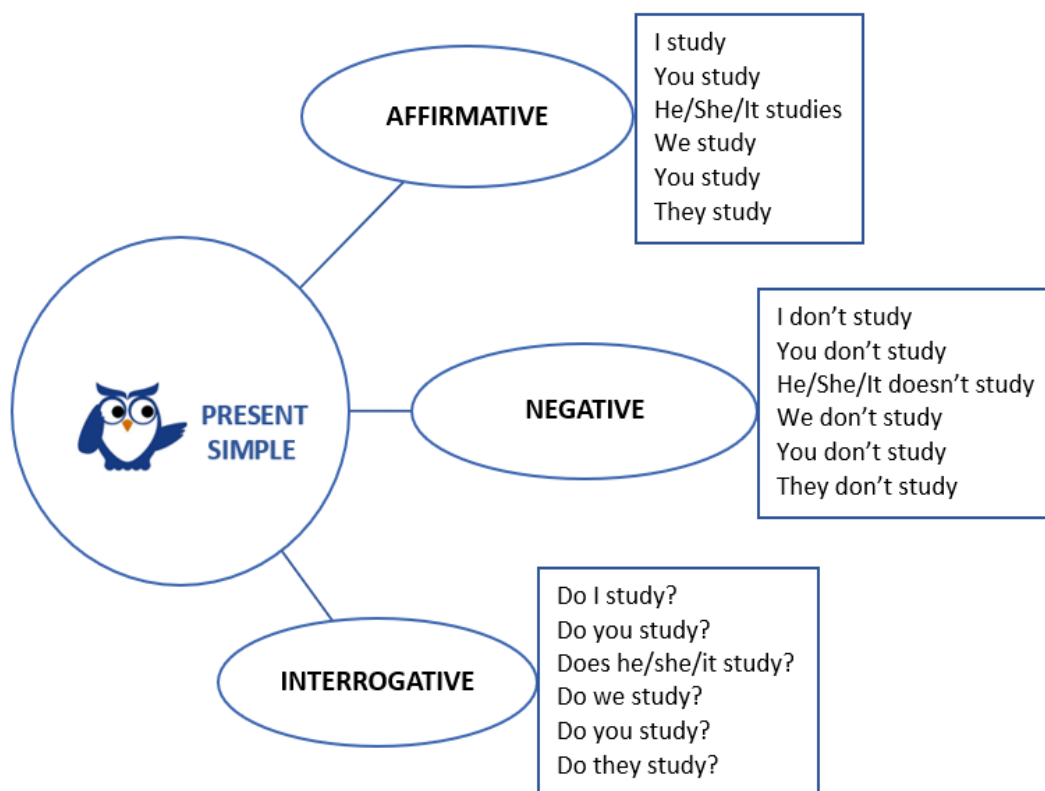 PRESENT
SIMPLE
AFFIRMATIVE
I study
You study
He/She/It studies
We study
You study
They study
NEGATIVE
I don’t study
You don’t study
He/She/It doesn’t study
We don’t study
You don’t study
They don’t study
INTERROGATIVE
Do I study?
Do you study?
Does he/she/it study?
Do we study?
Do you study?
Do they study?